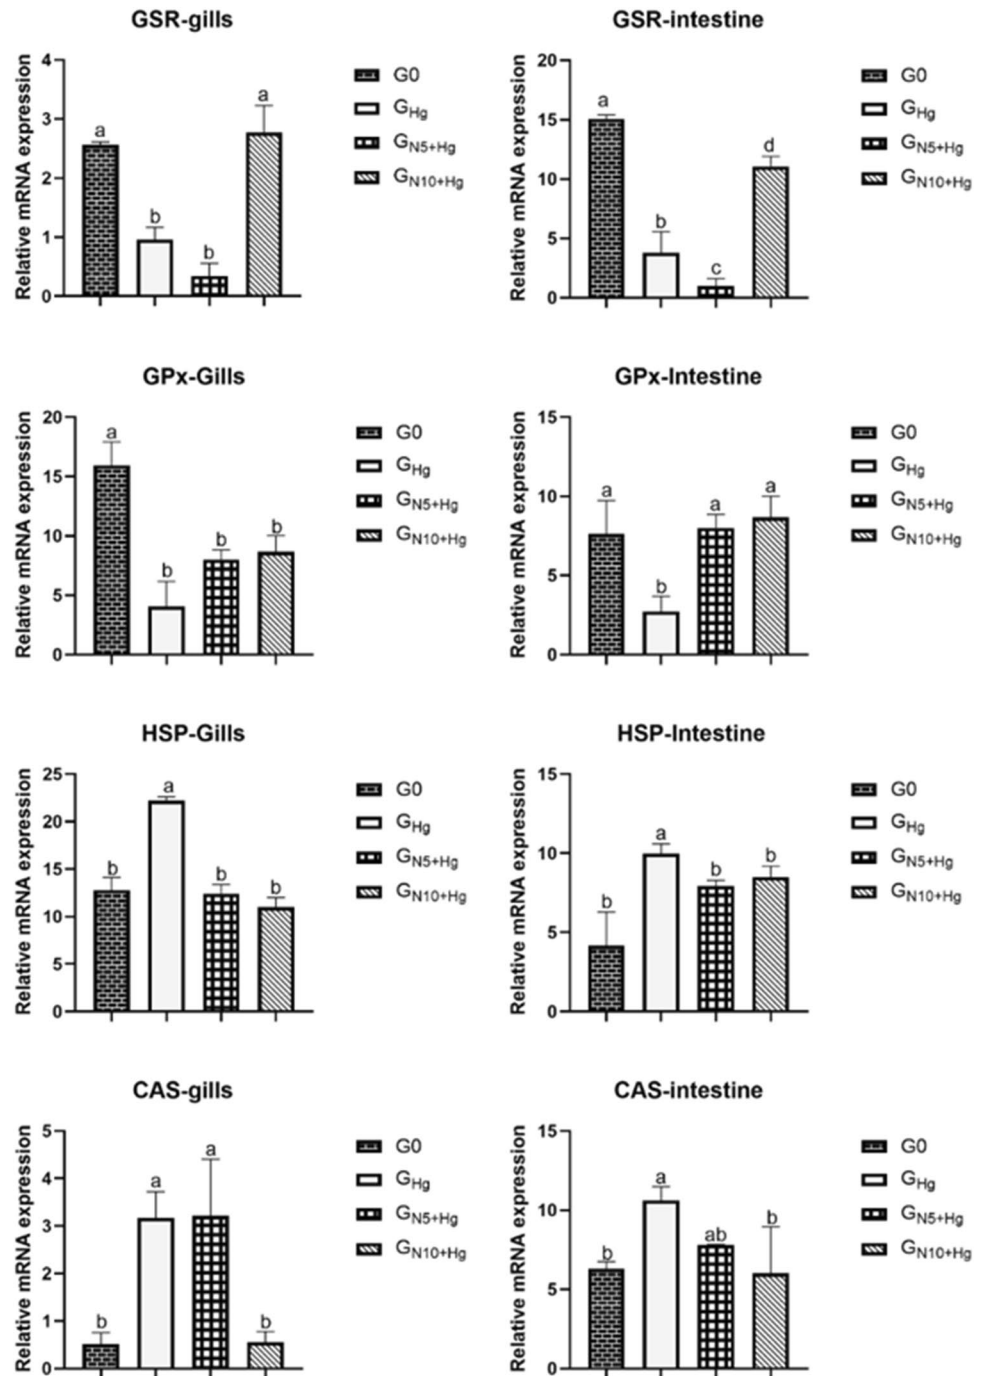 GSR-gills
Relative mRNA expression
4
3
2
1
0
a
b
b
a
G0
GHg
GN5+Hg
GN10+Hg
GSR-intestine
Relative mRNA expression
20
15
10
5
0
a
b
c
d
G0
GHg
GN5+Hg
GN10+Hg
GPx-Gills
Relative mRNA expression
20
15
10
5
0
a
b
b
b
G0
GHg
GN5+Hg
GN10+Hg
GPx-Intestine
Relative mRNA expression
15
10
5
0
a
b
a
a
G0
GHg
GN5+Hg
GN10+Hg
HSP-Gills
Relative mRNA expression
25
20
15
10
5
0
b
a
b
b
G0
GHg
GN5+Hg
GN10+Hg
HSP-Intestine
Relative mRNA expression
15
10
5
0
b
a
b
b
G0
GHg
GN5+Hg
GN10+Hg
CAS-gills
Relative mRNA expression
5
4
3
2
1
0
b
a
a
b
G0
GHg
GN5+Hg
GN10+Hg
CAS-intestine
Relative mRNA expression
15
10
5
0
b
a
ab
b
G0
GHg
GN5+Hg
GN10+Hg